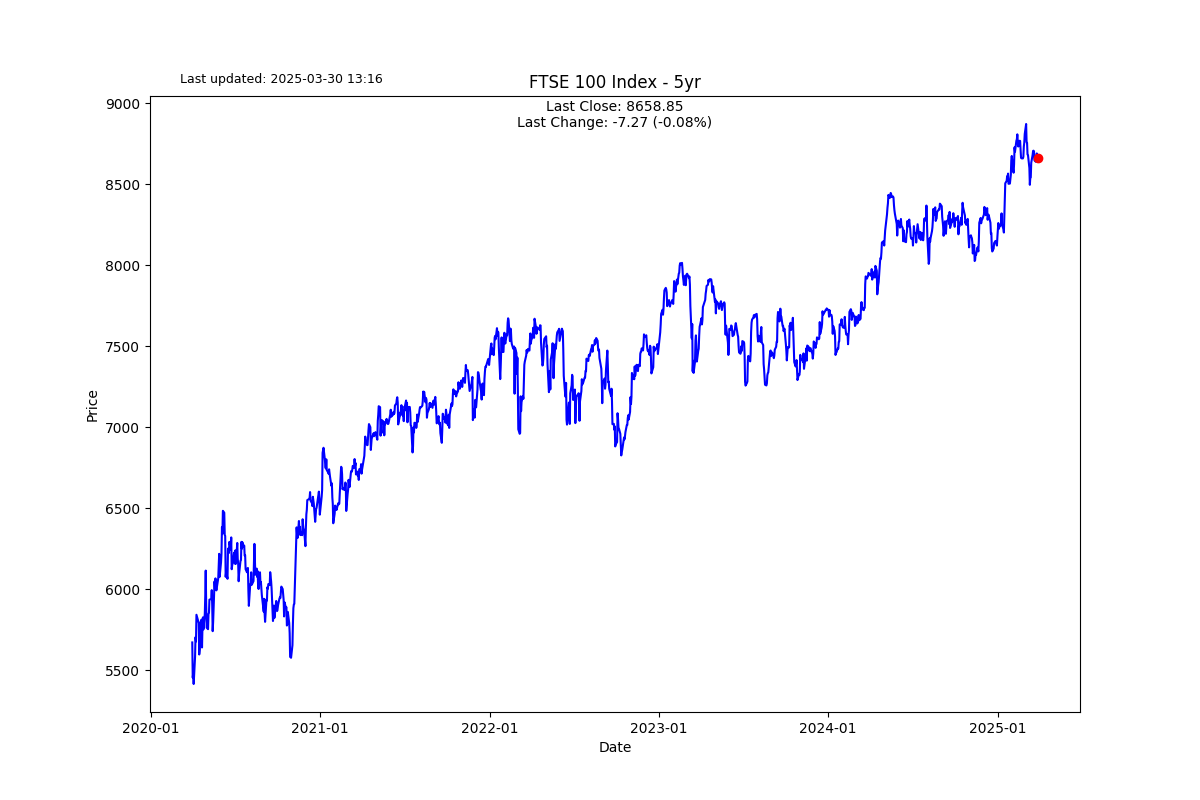 Last updated: 2025-03-30 13:16
FTSE 100 Index - 5yr
Last Close: 8658.85
Last Change: -7.27 (-0.08%)
9000
8500
8000
7500
7000
6500
6000
5500
Price
2020-01
2021-01
2022-01
2023-01
2024-01
2025-01
Date